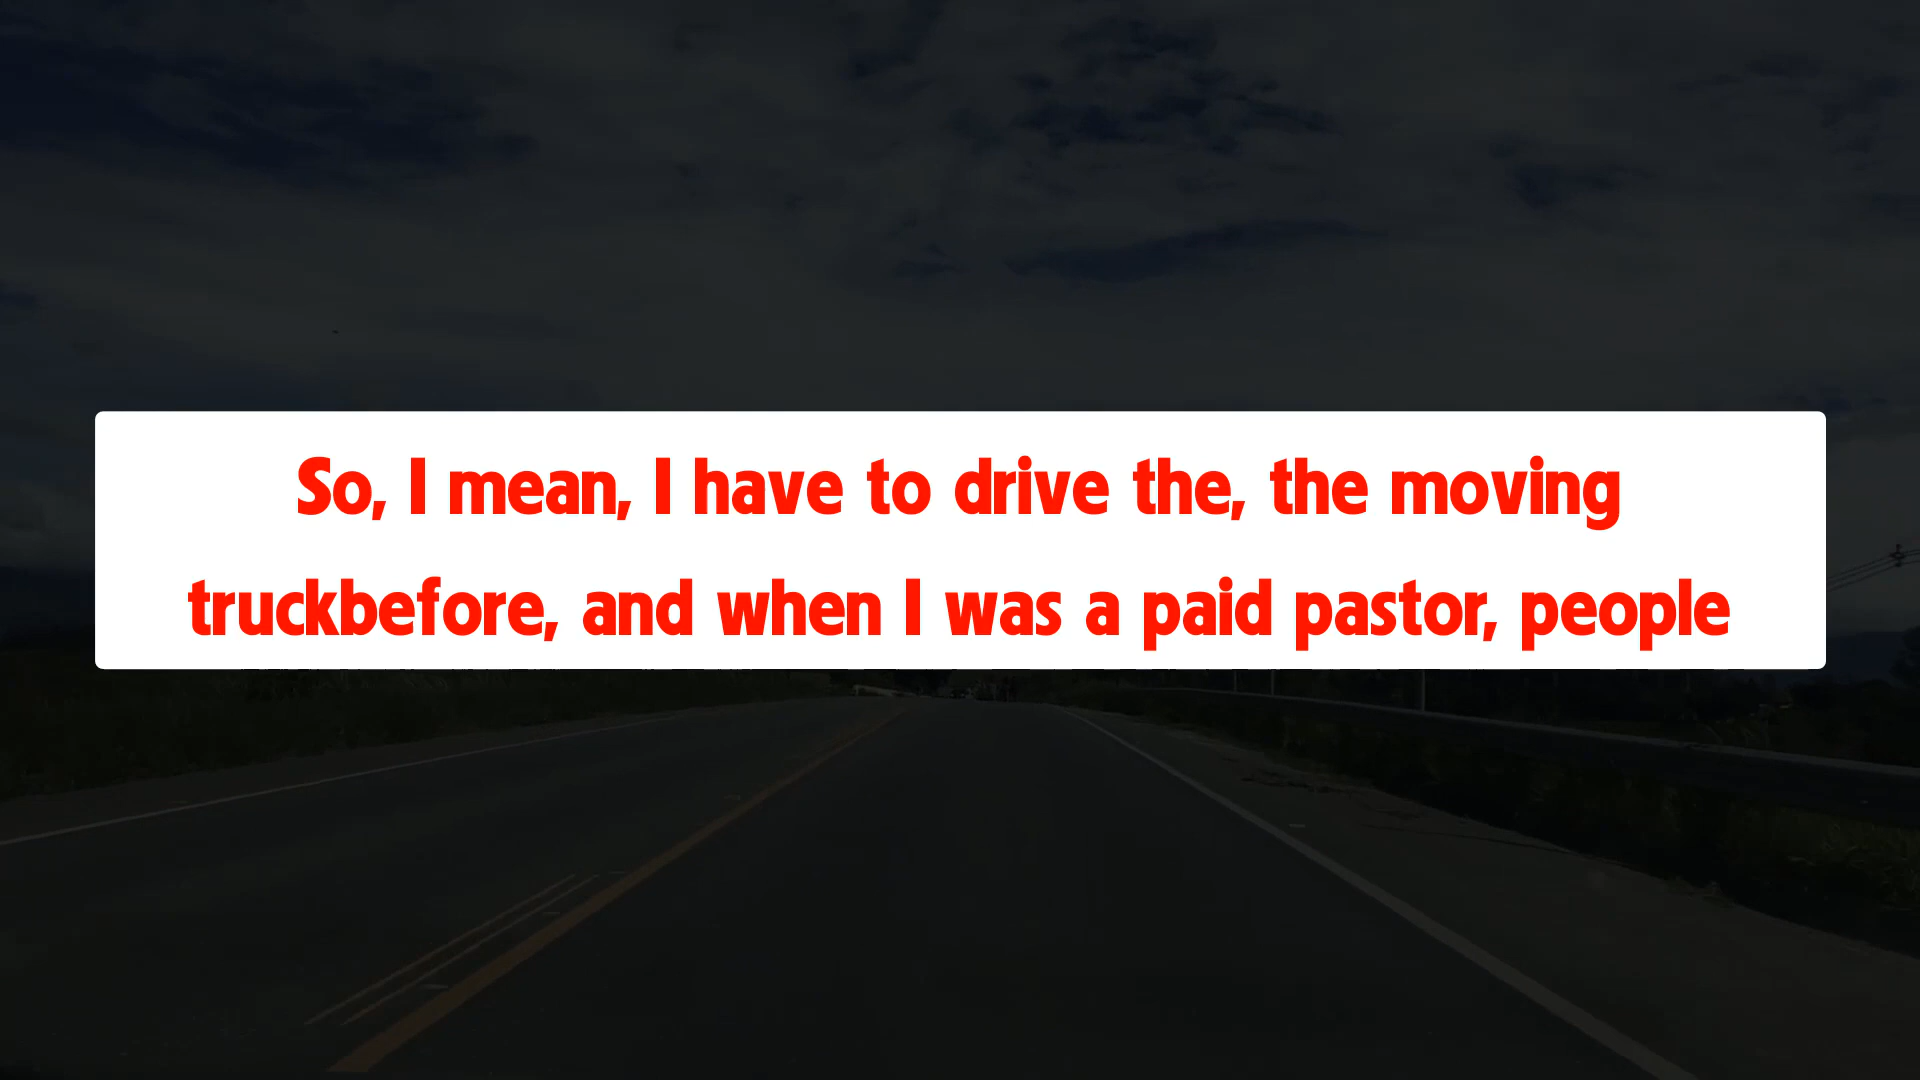 So, I mean, I have to drive the, the moving
truckbefore, and when I was a paid pastor, people